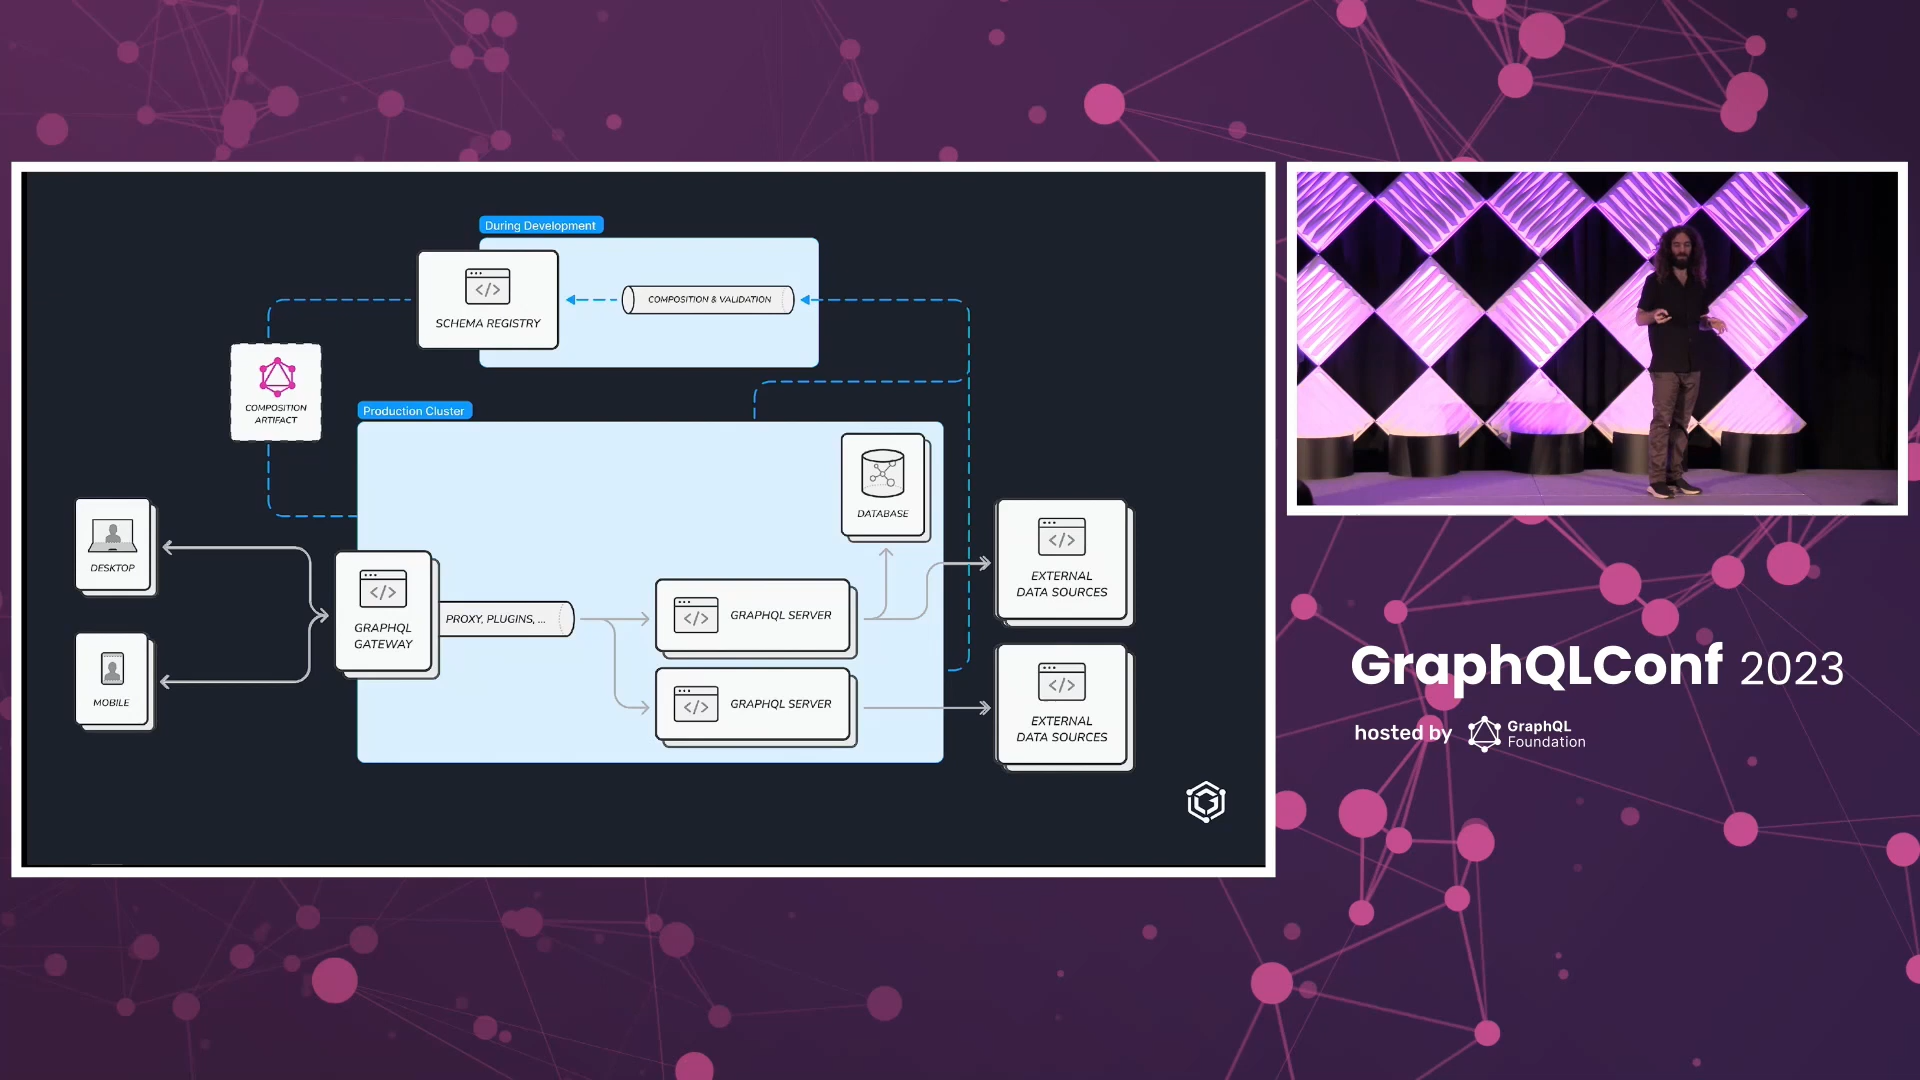 During Development
SCHEMA REGISTRY
COMPOSITION & VALIDATION
COMPOSITION
ARTIFACT
Production Cluster
DATABASE
DESKTOP
MOBILE
GRAPHQL
GATEWAY
PROXY, PLUGINS, ...
GRAPHQL SERVER
GRAPHQL SERVER
EXTERNAL
DATA SOURCES
EXTERNAL
DATA SOURCES
GraphQLConf 2023
hosted by
GraphQL
Foundation